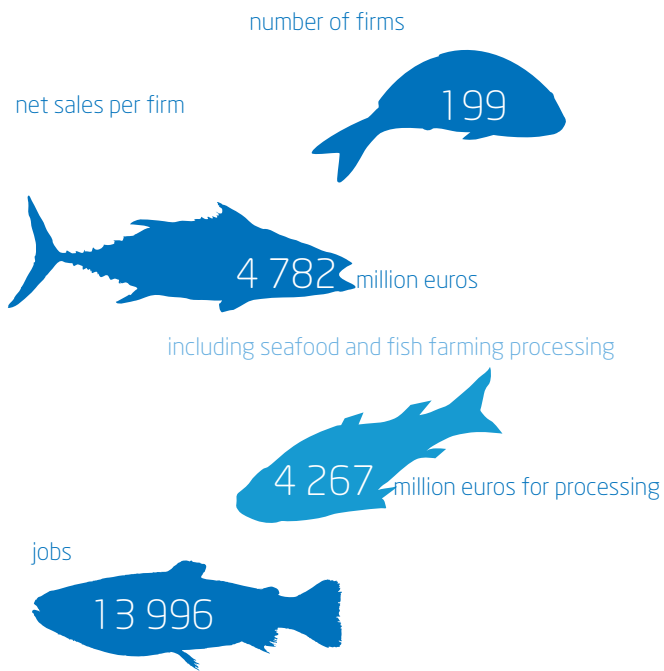 number of firms
199
net sales per firm
4 782 million euros
including seafood and fish farming processing
4 267 million euros for processing
jobs
13 996